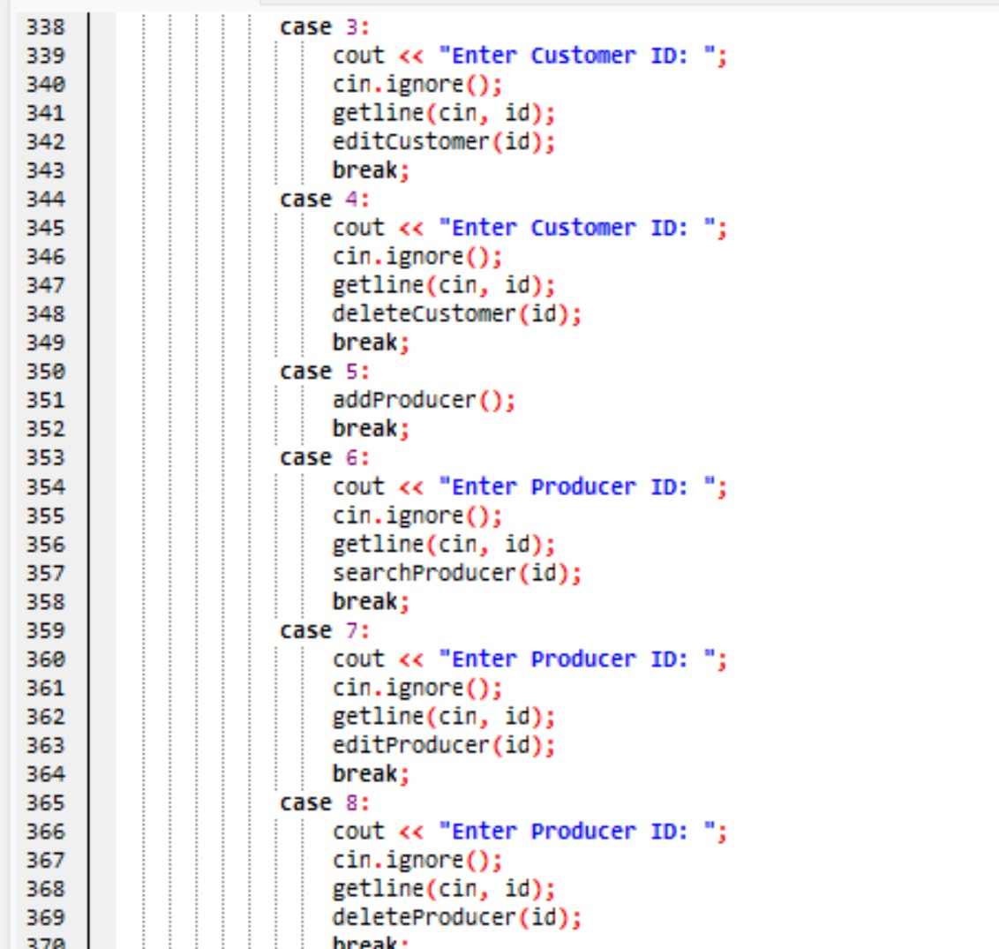 338 case 3:
339 cout << "Enter Customer ID: ";
340 cin.ignore();
341 getline(cin, id);
342 editCustomer(id);
343 break;
344 case 4:
345 cout << "Enter Customer ID: ";
346 cin.ignore();
347 getline(cin, id);
348 deleteCustomer(id);
349 break;
350 case 5:
351 addProducer();
352 break;
353 case 6:
354 cout << "Enter Producer ID: ";
355 cin.ignore();
356 getline(cin, id);
357 searchProducer(id);
358 break;
359 case 7:
360 cout << "Enter Producer ID: ";
361 cin.ignore();
362 getline(cin, id);
363 editProducer(id);
364 break;
365 case 8:
366 cout << "Enter Producer ID: ";
367 cin.ignore();
368 getline(cin, id);
369 deleteProducer(id);
370 break;